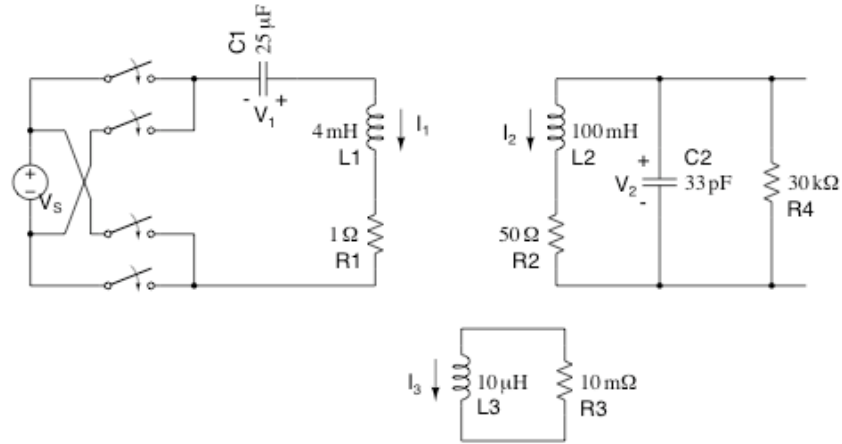 C1
25 µF
- V₁ +
4 mH
L1
I₁
I₂
100 mH
L2
+
V₂
-
C2
33 pF
30 kΩ
R4
+
−
Vₛ
1 Ω
R1
50 Ω
R2
I₃
10 µH
L3
10 mΩ
R3